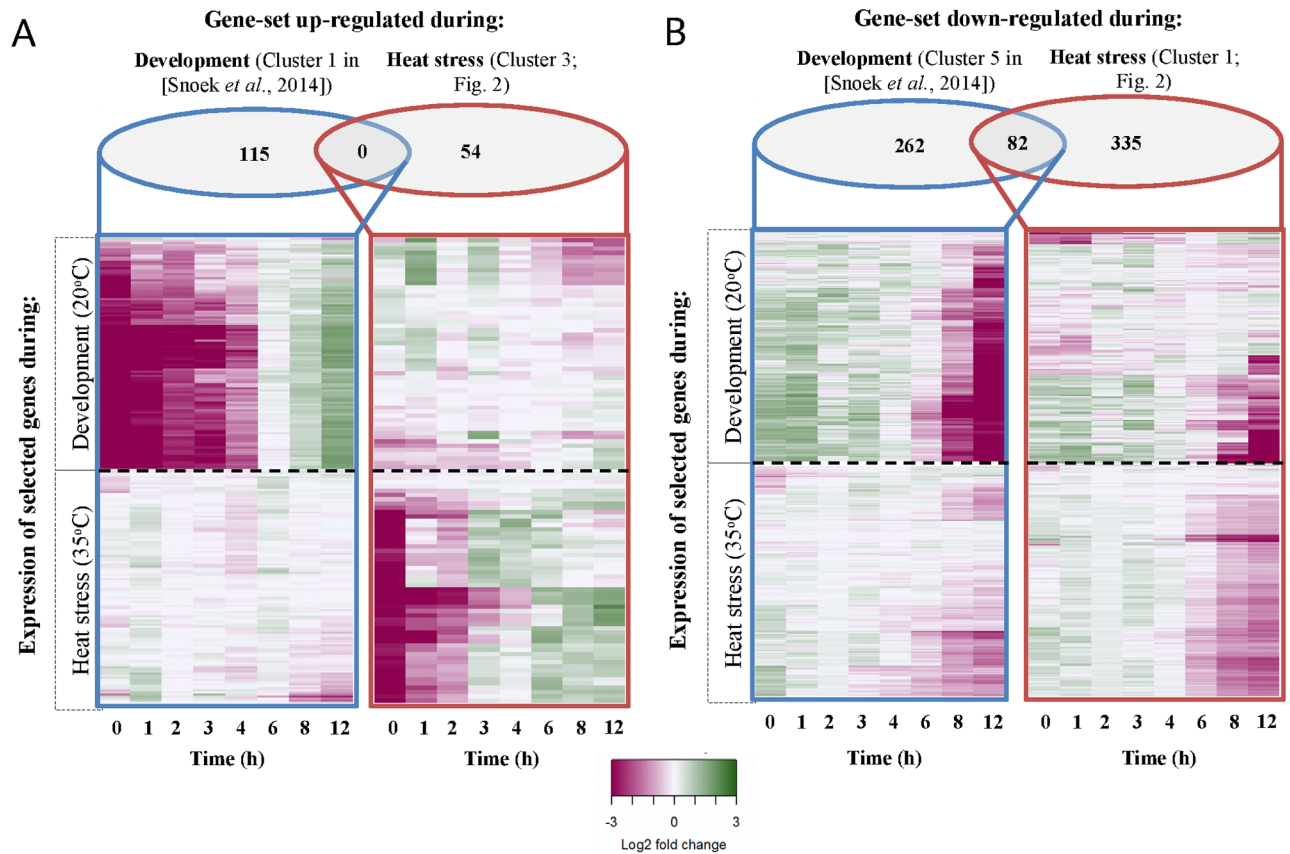 A
Gene-set up-regulated during:
Development (Cluster 1 in
[Snoek et al., 2014])
Heat stress (Cluster 3;
Fig. 2)
115
0
54
Expression of selected genes during:
Development (20°C)
Heat stress (35°C)
0 1 2 3 4 6 8 12
0 1 2 3 4 6 8 12
Time (h)
Time (h)
B
Gene-set down-regulated during:
Development (Cluster 5 in
[Snoek et al., 2014])
Heat stress (Cluster 1;
Fig. 2)
262
82
335
Expression of selected genes during:
Development (20°C)
Heat stress (35°C)
0 1 2 3 4 6 8 12
0 1 2 3 4 6 8 12
Time (h)
Time (h)
-3 0 3
Log2 fold change